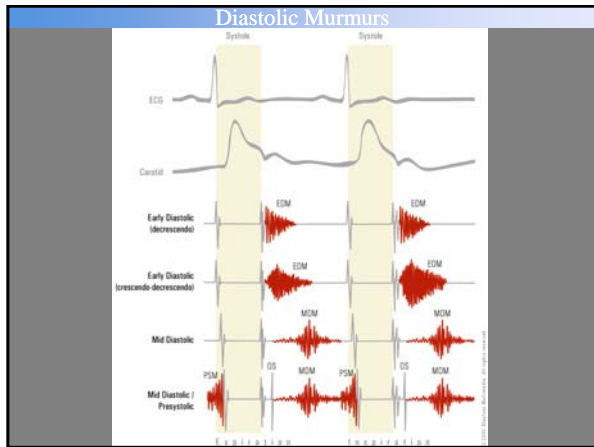 Diastolic Murmurs
Systole Systole
ECG
Carotid
EDM EDM
Early Diastolic
(decrescendo)
EDM EDM
Early Diastolic
(crescendo-decrescendo)
MDM MDM
Mid Diastolic
PSM OS MDM PSM OS MDM
Mid Diastolic /
Presystolic
Expiration Inspiration